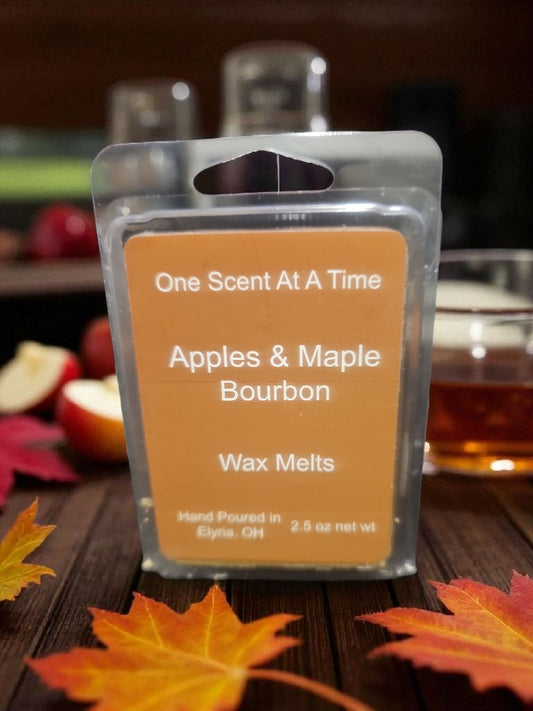 One Scent At A Time
Apples & Maple
Bourbon
Wax Melts
Hand Poured in
Elyria, OH
2.5 oz net wt